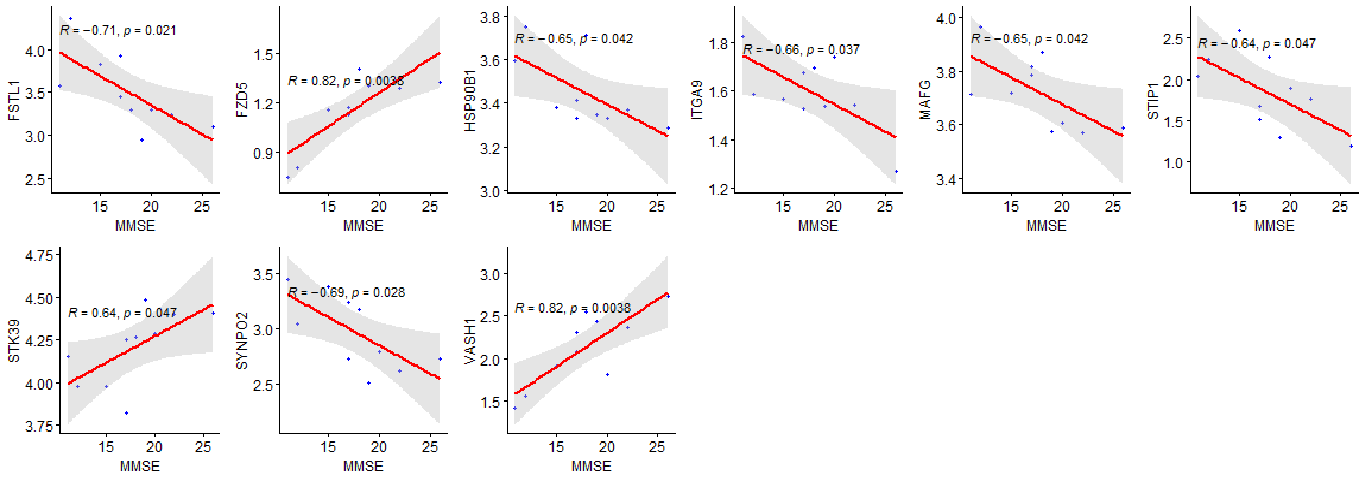 FSTL1
4.0
3.5
3.0
2.5
R = −0.71, p = 0.021
15 20 25
MMSE
FZD5
1.5
1.2
0.9
R = 0.82, p = 0.0038
15 20 25
MMSE
HSP90B1
3.8
3.6
3.4
3.2
3.0
R = −0.65, p = 0.042
15 20 25
MMSE
ITGA9
1.8
1.6
1.4
1.2
R = −0.66, p = 0.037
15 20 25
MMSE
MAFG
4.0
3.8
3.6
3.4
R = −0.65, p = 0.042
15 20 25
MMSE
STIP1
2.5
2.0
1.5
1.0
R = −0.64, p = 0.047
15 20 25
MMSE
STK39
4.75
4.50
4.25
4.00
3.75
R = 0.64, p = 0.047
15 20 25
MMSE
SYNPO2
3.5
3.0
2.5
R = −0.69, p = 0.028
15 20 25
MMSE
VASH1
3.0
2.5
2.0
1.5
R = 0.82, p = 0.0038
15 20 25
MMSE